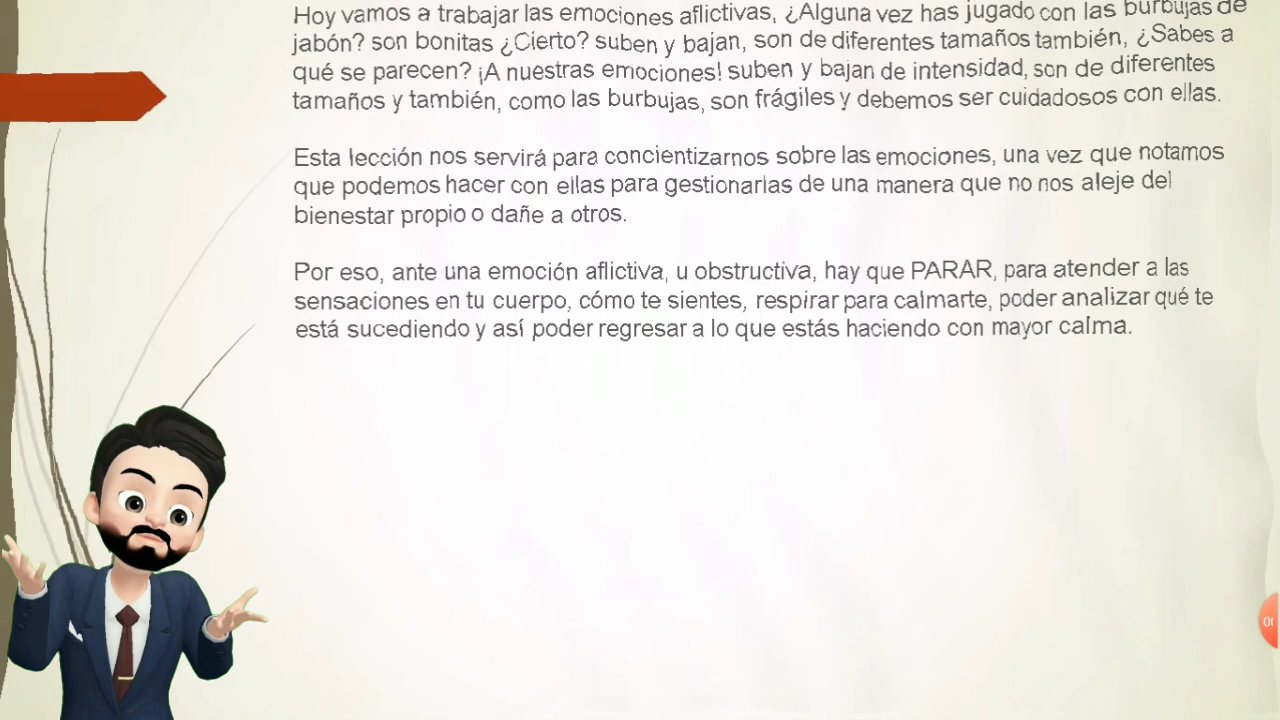 Hoy vamos a trabajar las emociones aflictivas, ¿Alguna vez has jugado con las burbujas de
jabón? son bonitas ¿Cierto? suben y bajan, son de diferentes tamaños también, ¿Sabes a
qué se parecen? ¡A nuestras emociones! suben y bajan de intensidad, son de diferentes
tamaños y también, como las burbujas, son frágiles y debemos ser cuidadosos con ellas.
Esta lección nos servirá para concientizarnos sobre las emociones, una vez que notamos
que podemos hacer con ellas para gestionarlas de una manera que no nos aleje del
bienestar propio o dañe a otros.
Por eso, ante una emoción aflictiva, u obstructiva, hay que PARAR, para atender a las
sensaciones en tu cuerpo, cómo te sientes, respirar para calmarte, poder analizar qué te
está sucediendo y así poder regresar a lo que estás haciendo con mayor calma.